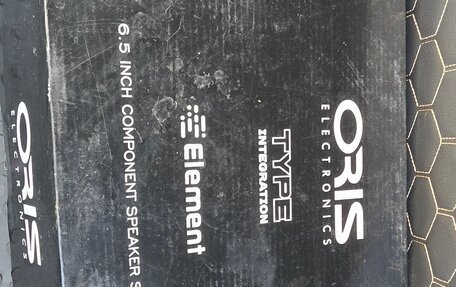 ORIS
ELECTRONICS
TYPE
INTEGRATION
Element
6.5 INCH COMPONENT SPEAKER S
ORIS
ELECTRONICS